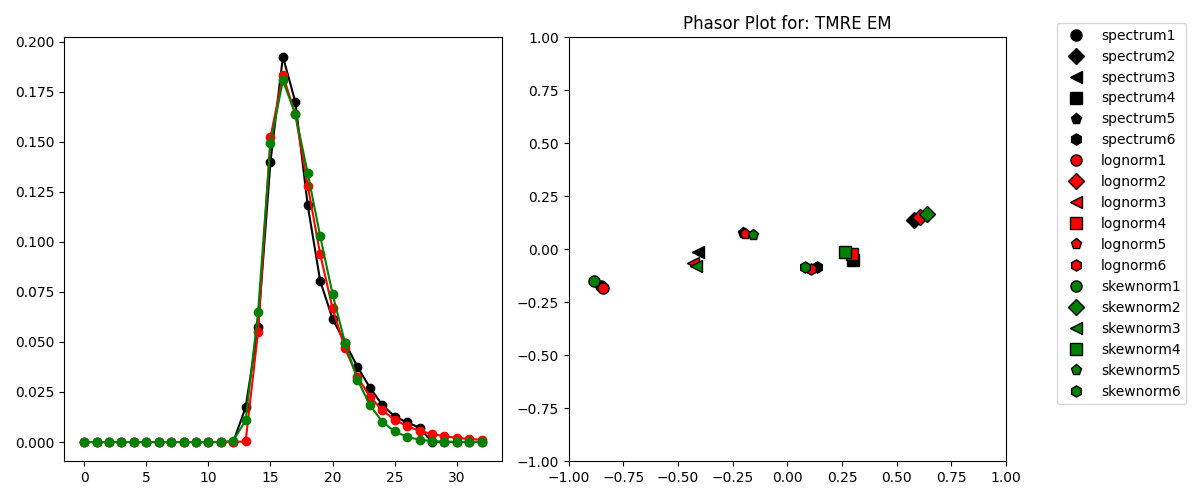 Phasor Plot for: TMRE EM
0.200
0.175
0.150
0.125
0.100
0.075
0.050
0.025
0.000
0 5 10 15 20 25 30
1.00
0.75
0.50
0.25
0.00
−0.25
−0.50
−0.75
−1.00
−1.00 −0.75 −0.50 −0.25 0.00 0.25 0.50 0.75 1.00
spectrum1
spectrum2
spectrum3
spectrum4
spectrum5
spectrum6
lognorm1
lognorm2
lognorm3
lognorm4
lognorm5
lognorm6
skewnorm1
skewnorm2
skewnorm3
skewnorm4
skewnorm5
skewnorm6